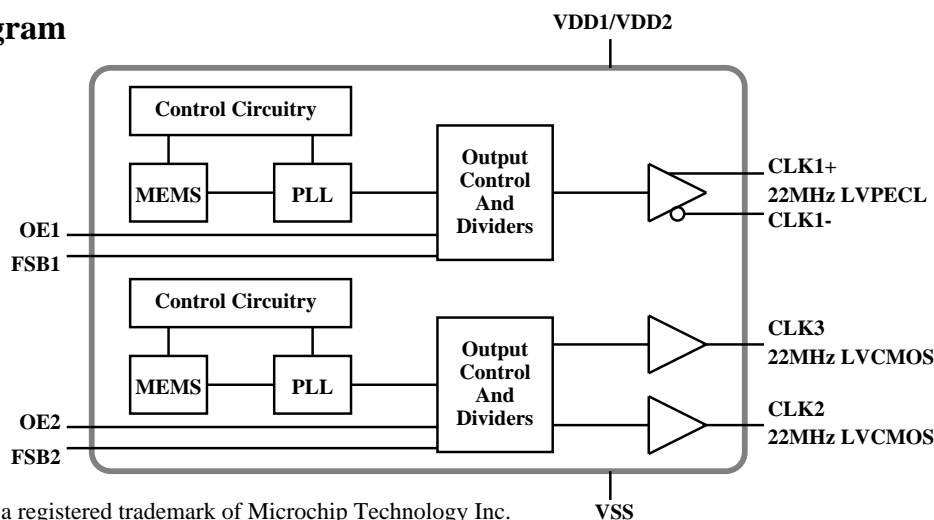 gram
VDD1/VDD2
Control Circuitry
MEMS
PLL
Output
Control
And
Dividers
CLK1+
22MHz LVPECL
CLK1-
OE1
FSB1
Control Circuitry
MEMS
PLL
Output
Control
And
Dividers
CLK3
22MHz LVCMOS
CLK2
22MHz LVCMOS
OE2
FSB2
a registered trademark of Microchip Technology Inc.
VSS